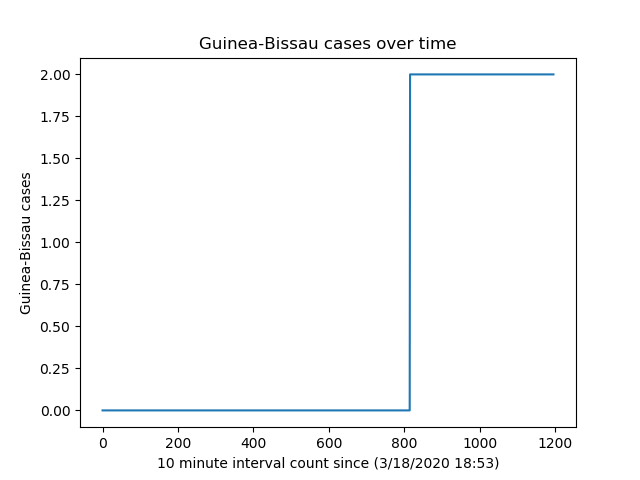 Guinea-Bissau cases over time
2.00
1.75
1.50
1.25
1.00
0.75
0.50
0.25
0.00
Guinea-Bissau cases
0 200 400 600 800 1000 1200
10 minute interval count since (3/18/2020 18:53)